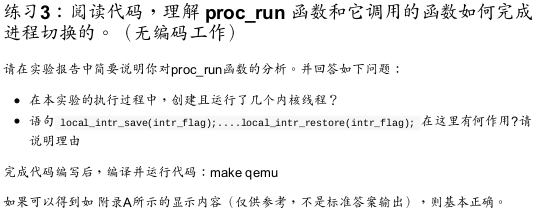 练习3：阅读代码，理解 proc_run 函数和它调用的函数如何完成
进程切换的。（无编码工作）
请在实验报告中简要说明你对proc_run函数的分析。并回答如下问题：
• 在本实验的执行过程中，创建且运行了几个内核线程？
• 语句 local_intr_save(intr_flag);....local_intr_restore(intr_flag); 在这里有何作用?请
说明理由
完成代码编写后，编译并运行代码：make qemu
如果可以得到如 附录A所示的显示内容（仅供参考，不是标准答案输出），则基本正确。